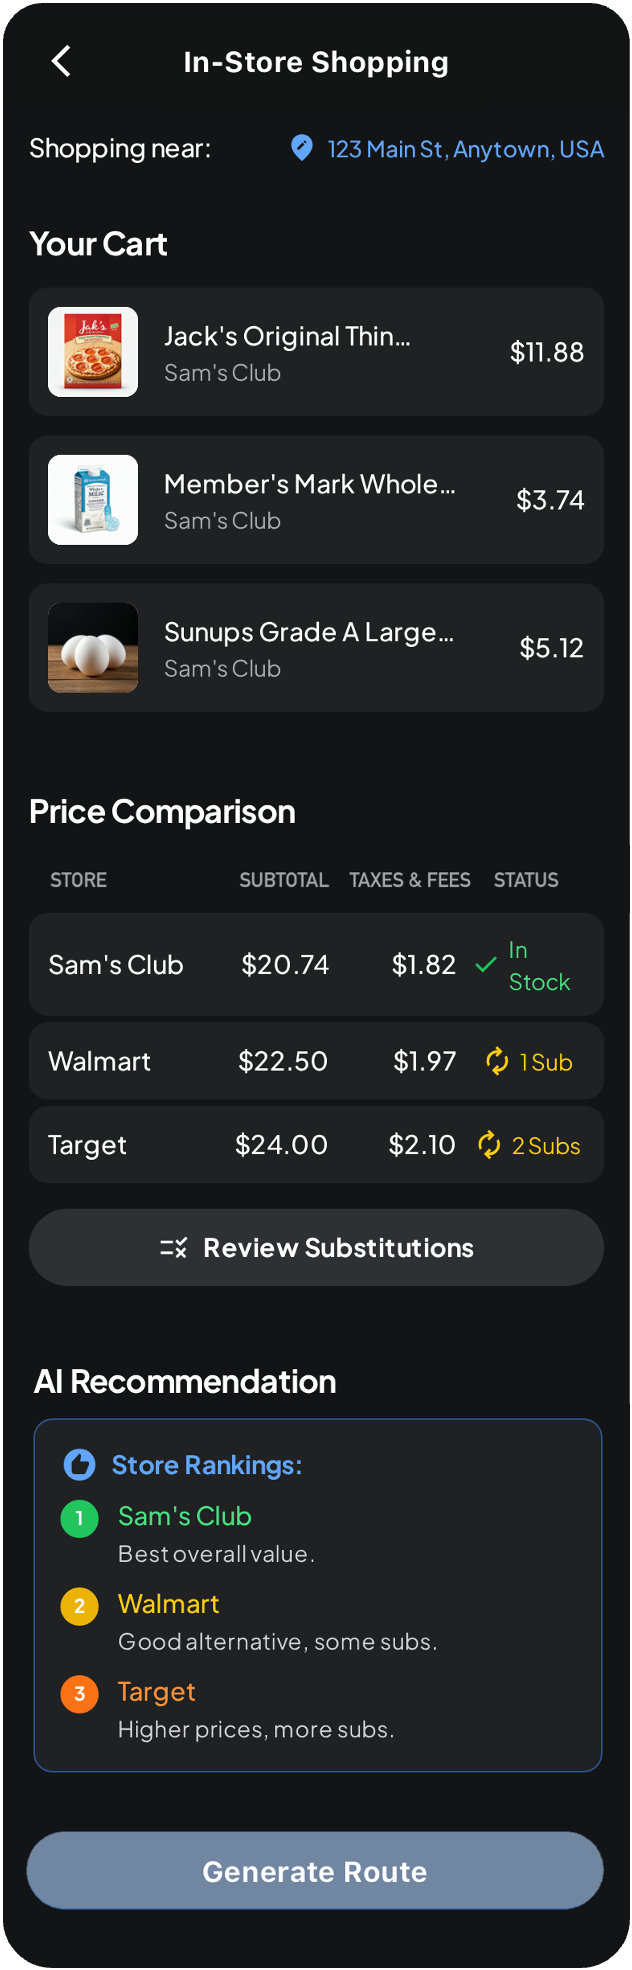 In-Store Shopping
Shopping near:
123 Main St, Anytown, USA
Your Cart
Jack's Original Thin...
Sam's Club
$11.88
Member's Mark Whole...
Sam's Club
$3.74
Sunups Grade A Large...
Sam's Club
$5.12
Price Comparison
STORE SUBTOTAL TAXES & FEES STATUS
Sam's Club $20.74 $1.82 In Stock
Walmart $22.50 $1.97 1 Sub
Target $24.00 $2.10 2 Subs
Review Substitutions
AI Recommendation
Store Rankings:
1 Sam's Club
Best overall value.
2 Walmart
Good alternative, some subs.
3 Target
Higher prices, more subs.
Generate Route